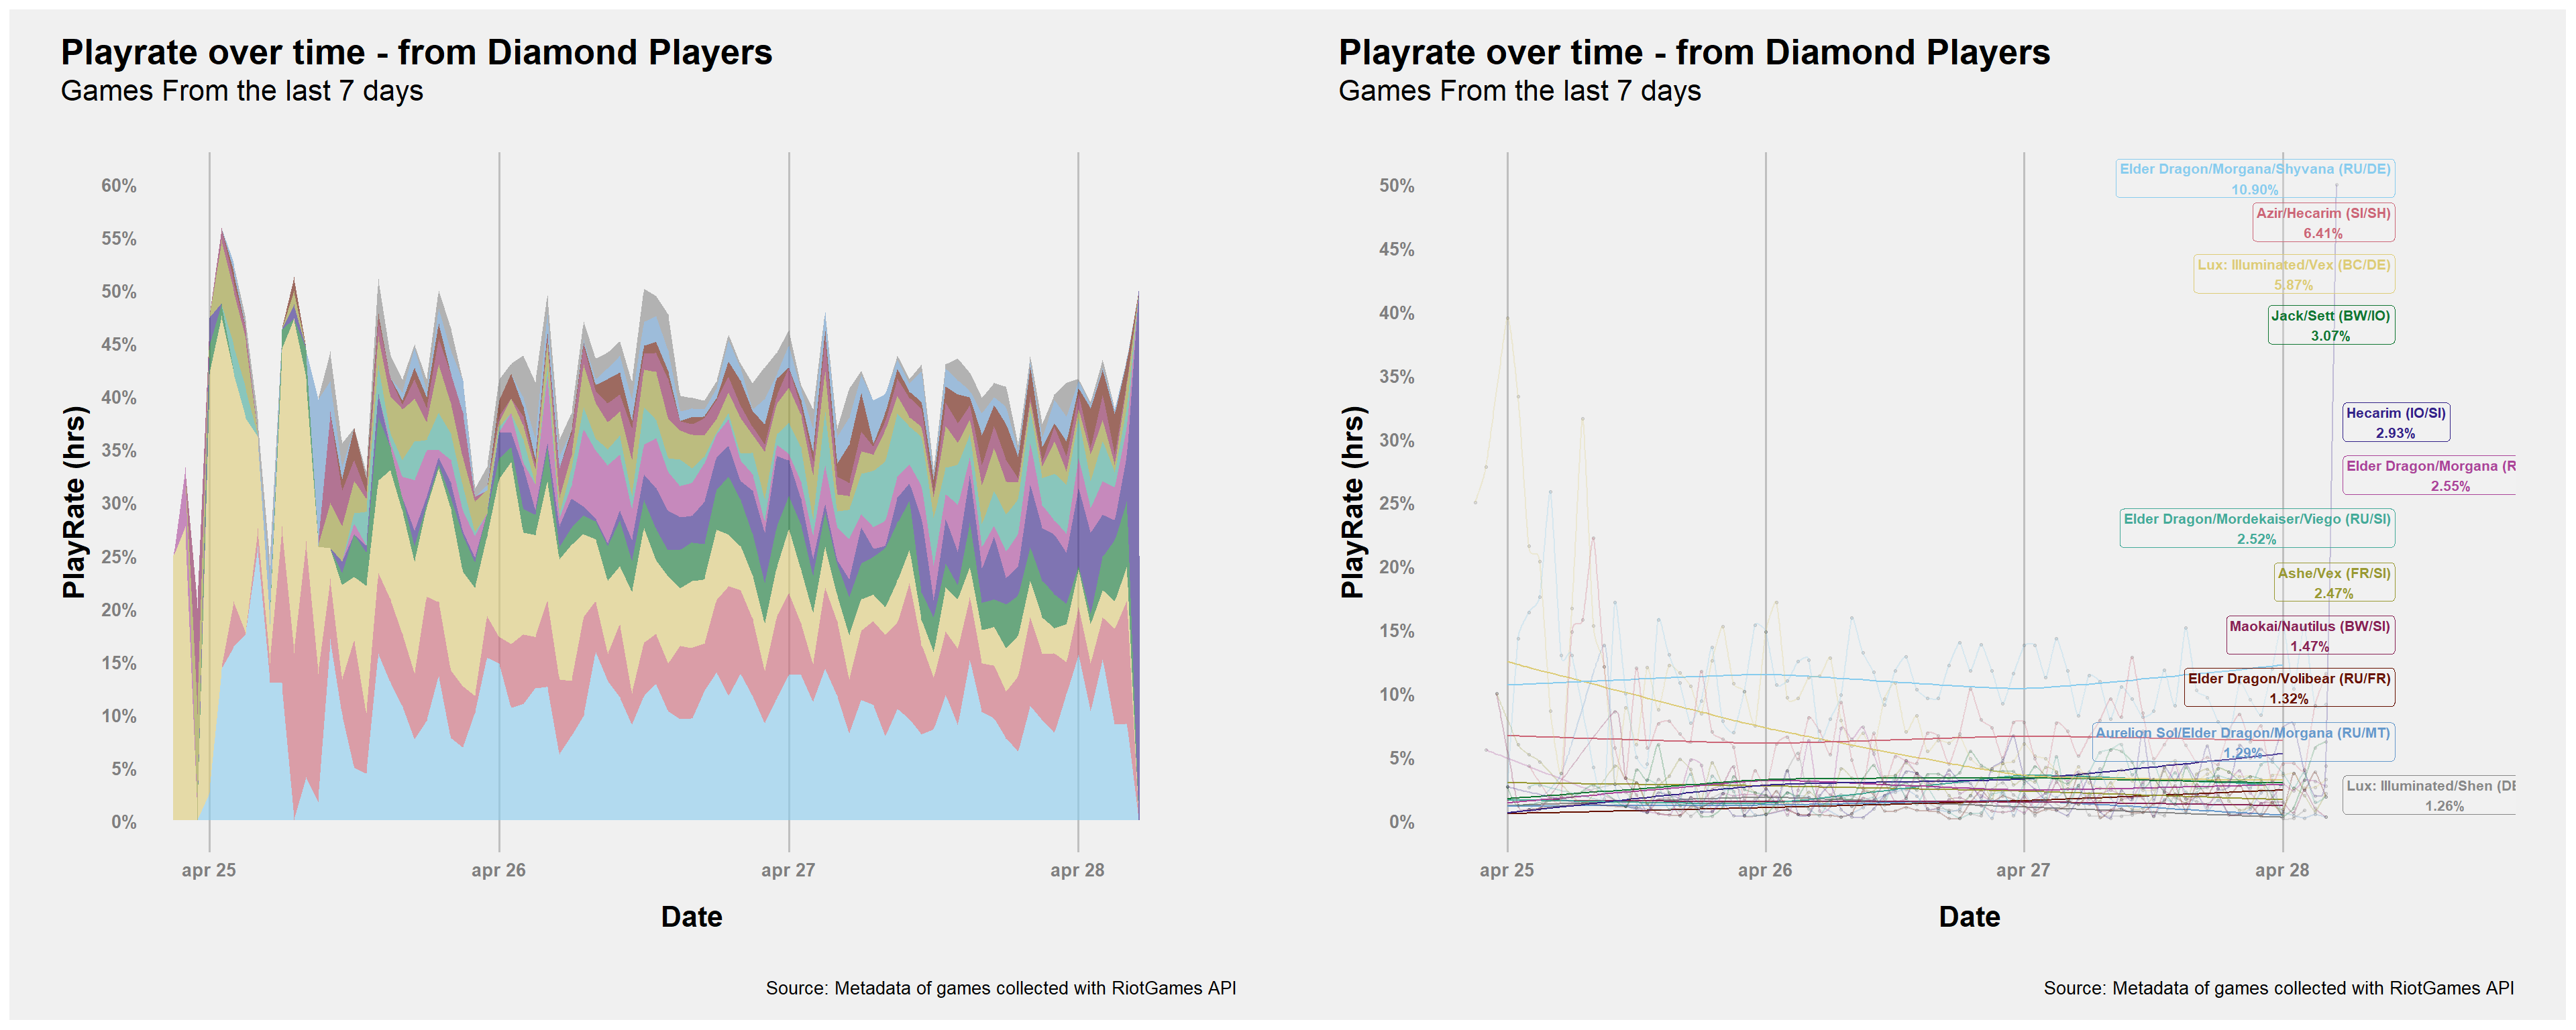 Playrate over time - from Diamond Players
Games From the last 7 days
60%
55%
50%
45%
40%
35%
30%
25%
20%
15%
10%
5%
0%
PlayRate (hrs)
apr 25
apr 26
apr 27
apr 28
Date
Source: Metadata of games collected with RiotGames API
Playrate over time - from Diamond Players
Games From the last 7 days
50%
45%
40%
35%
30%
25%
20%
15%
10%
5%
0%
PlayRate (hrs)
Elder Dragon/Morgana/Shyvana (RU/DE)
10.90%
Azir/Hecarim (SI/SH)
6.41%
Lux: Illuminated/Vex (BC/DE)
5.87%
Jack/Sett (BW/IO)
3.07%
Hecarim (IO/SI)
2.93%
Elder Dragon/Morgana (R
2.55%
Elder Dragon/Mordekaiser/Viego (RU/SI)
2.52%
Ashe/Vex (FR/SI)
2.47%
Maokai/Nautilus (BW/SI)
1.47%
Elder Dragon/Volibear (RU/FR)
1.32%
Aurelion Sol/Elder Dragon/Morgana (RU/MT)
1.29%
Lux: Illuminated/Shen (DE
1.26%
apr 25
apr 26
apr 27
apr 28
Date
Source: Metadata of games collected with RiotGames API